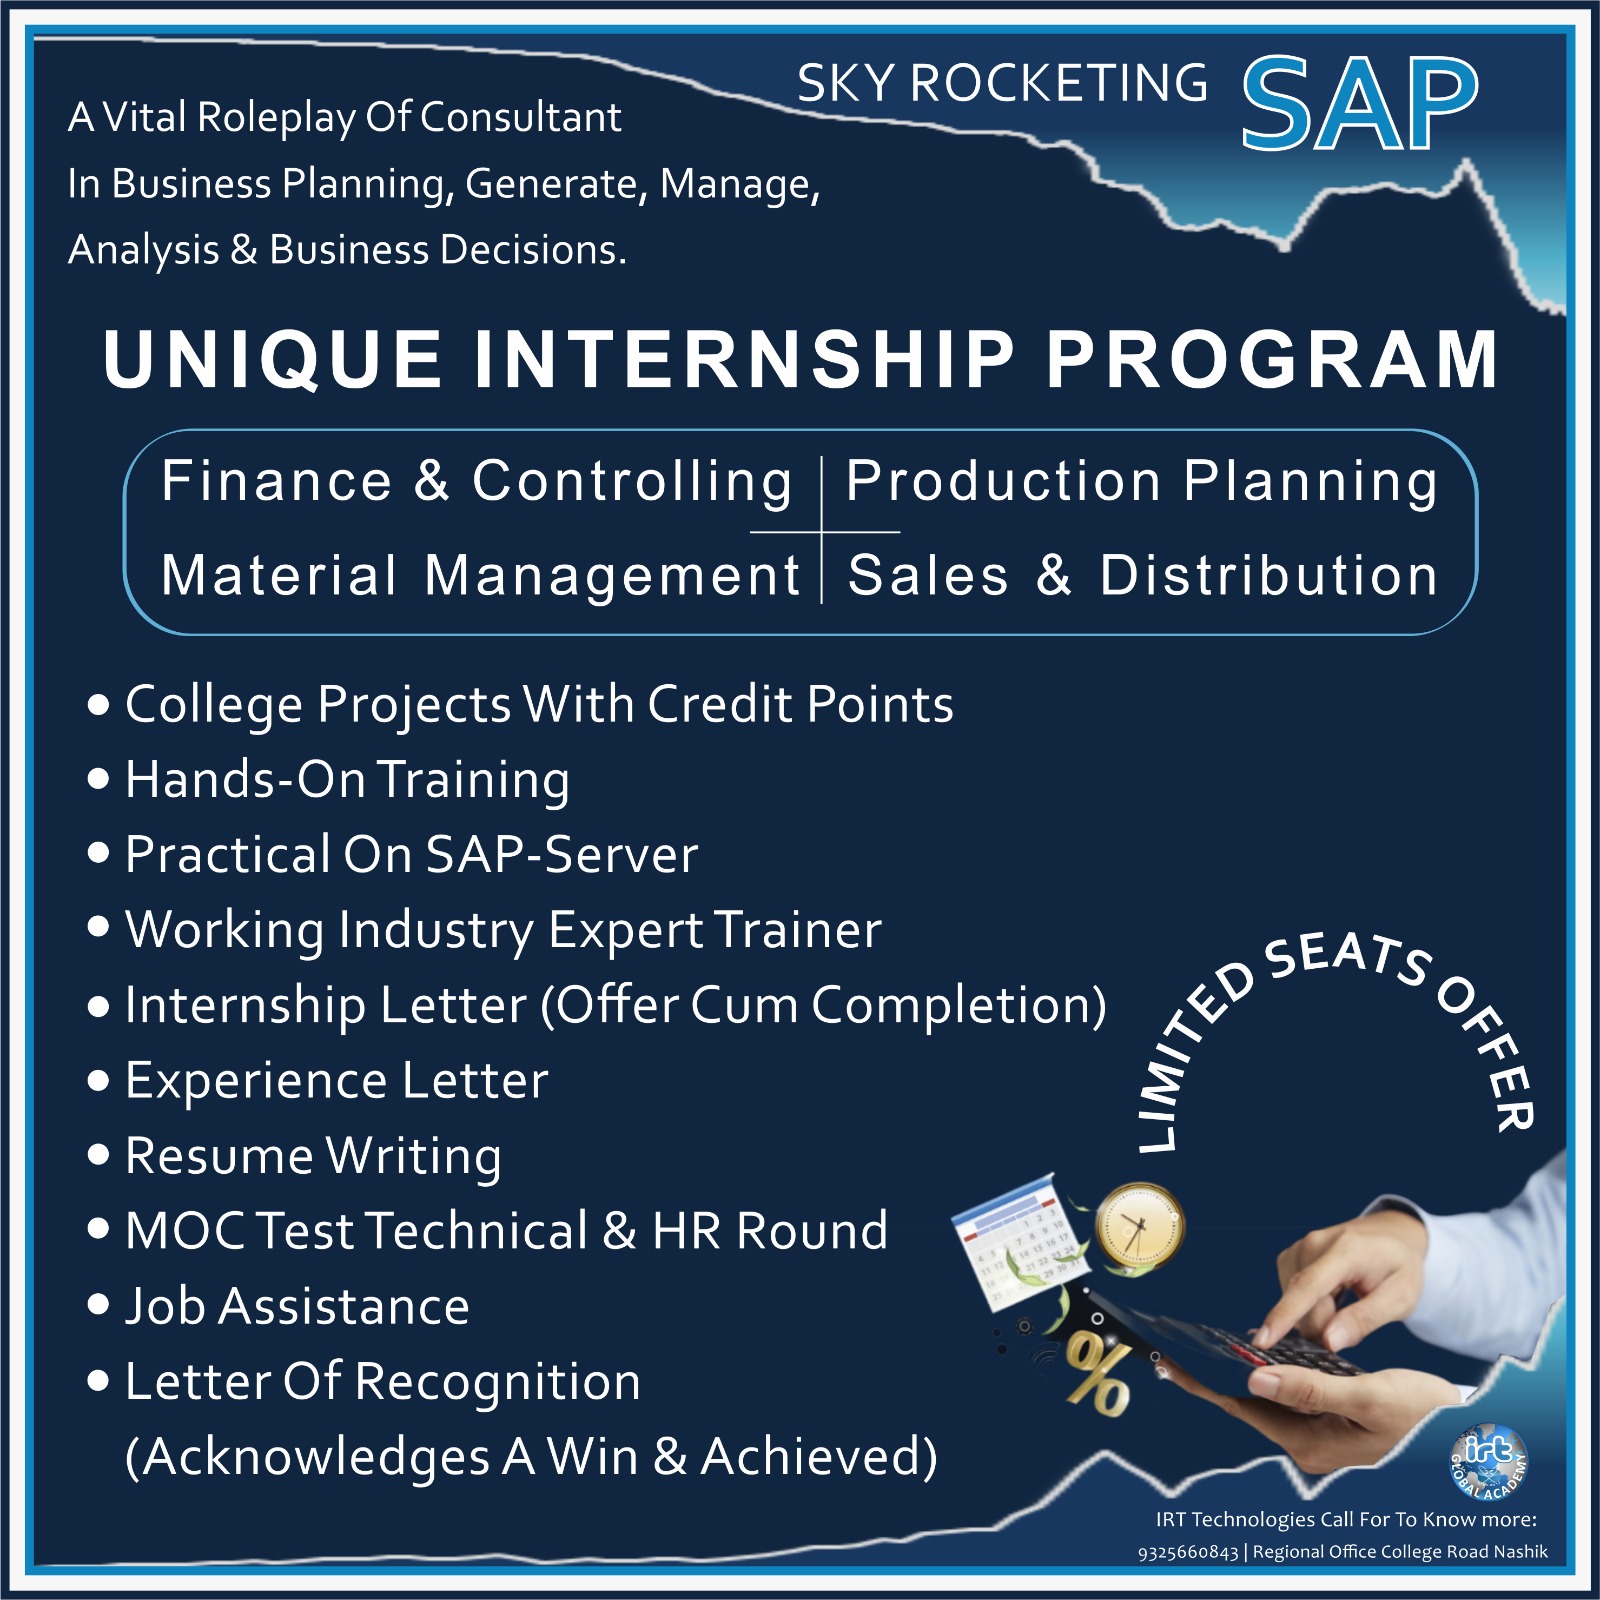 SKY ROCKETING SAP
A Vital Roleplay Of Consultant
In Business Planning, Generate, Manage,
Analysis & Business Decisions.
UNIQUE INTERNSHIP PROGRAM
Finance & Controlling
Production Planning
Material Management
Sales & Distribution
• College Projects With Credit Points
• Hands-On Training
• Practical On SAP-Server
• Working Industry Expert Trainer
• Internship Letter (Offer Cum Completion)
• Experience Letter
• Resume Writing
• MOC Test Technical & HR Round
• Job Assistance
• Letter Of Recognition
(Acknowledges A Win & Achieved)
LIMITED SEATS OFFER
irt
GLOBAL ACADEMY
IRT Technologies Call For To Know more:
9325660843 | Regional Office College Road Nashik